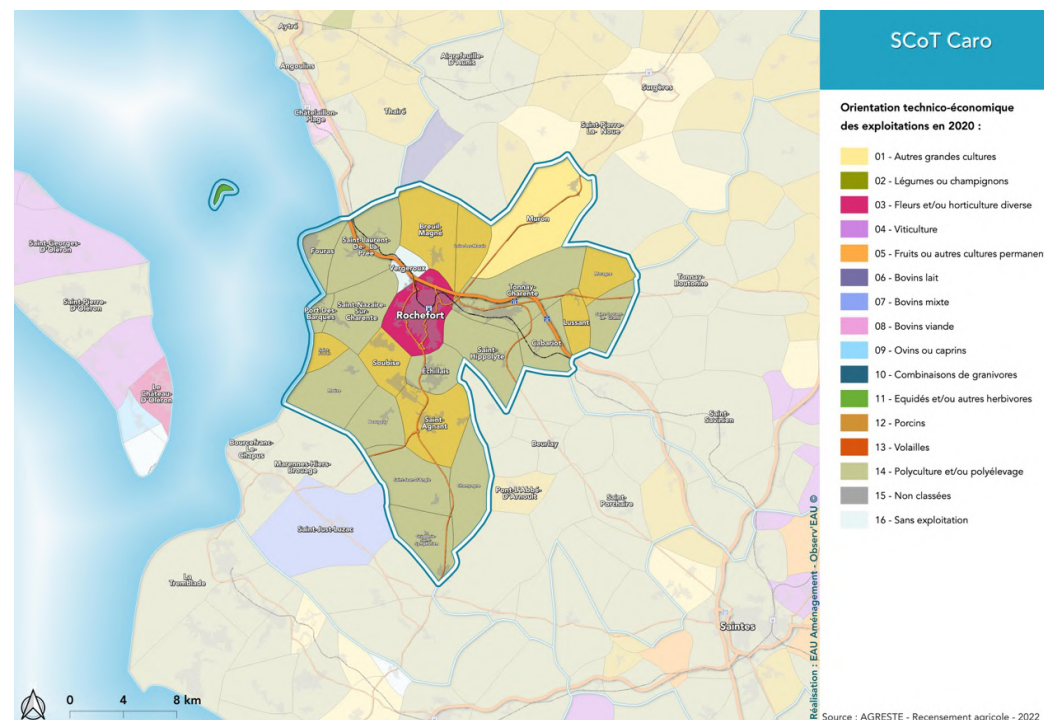 SCoT Caro
Orientation technico-économique
des exploitations en 2020 :
01 - Autres grandes cultures
02 - Légumes ou champignons
03 - Fleurs et/ou horticulture diverse
04 - Viticulture
05 - Fruits ou autres cultures permanen
06 - Bovins lait
07 - Bovins mixte
08 - Bovins viande
09 - Ovins ou caprins
10 - Combinaisons de granivores
11 - Equidés et/ou autres herbivores
12 - Porcins
13 - Volailles
14 - Polyculture et/ou polyélevage
15 - Non classées
16 - Sans exploitation
Aytré
Angoulins
Aigrefeuille-
D'Aunis
Surgères
Châtelaillon-
Plage
Thairé
Saint-Pierre-
La-Noue
Muron
Breuil-
Magné
Saint-Laurent-
De-La-
Prée
Fouras
Vergeroux
Saint-Georges-
D'Oléron
Saint-Pierre-
D'Oléron
Tonnay-
Charente
Tonnay-
Boutonne
Port-Des-
Barques
Saint-Nazaire-
Sur-
Charente
Rochefort
Lussant
Cabariot
Saint-
Hippolyte
Soubise
Échillais
Le
Château-
D'Oléron
Saint-
Agnant
Saint-
Savinien
Bourcefranc-
Le-
Chapus
Beurlay
Marennes-Hiers-
Brouage
Champagne
Pont-L'Abbé-
D'Arnoult
Saint-
Porchaire
Saint-Just-Luzac
La
Tremblade
Saintes
0 4 8 km
Réalisation : EAU Aménagement - Observ'EAU ©
Source : AGRESTE - Recensement agricole - 2022